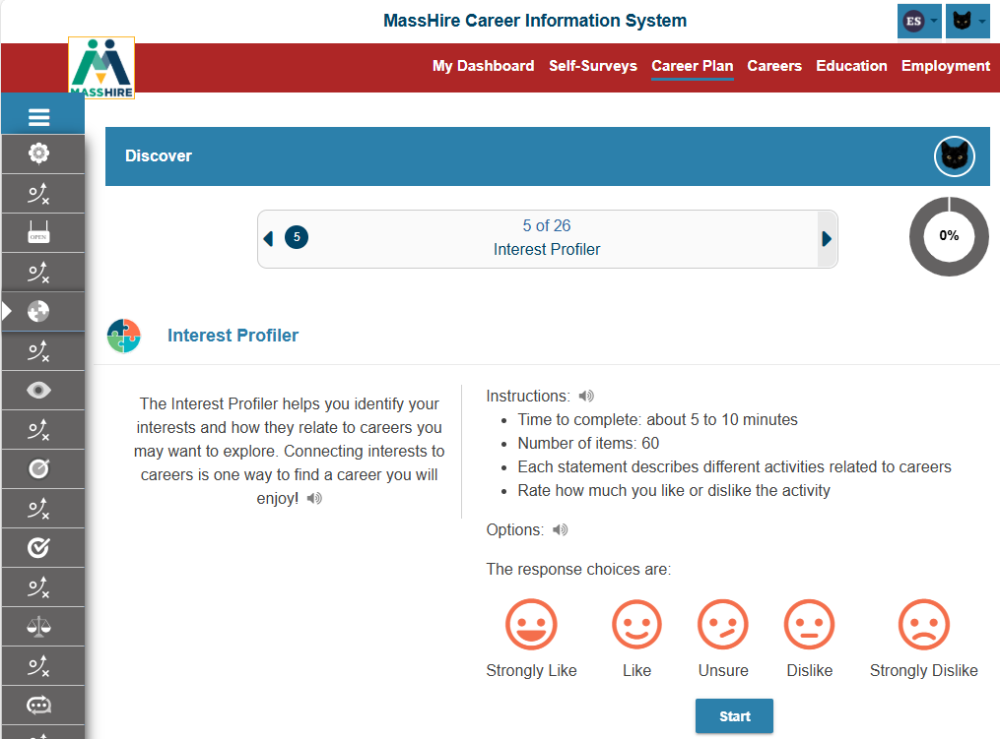 MassHire Career Information System
ES
MASSHIRE
My Dashboard Self-Surveys Career Plan Careers Education Employment
Discover
OPEN
5
5 of 26
Interest Profiler
0%
Interest Profiler
The Interest Profiler helps you identify your
interests and how they relate to careers you
may want to explore. Connecting interests to
careers is one way to find a career you will
enjoy!
Instructions:
• Time to complete: about 5 to 10 minutes
• Number of items: 60
• Each statement describes different activities related to careers
• Rate how much you like or dislike the activity
Options:
The response choices are:
Strongly Like Like Unsure Dislike Strongly Dislike
Start